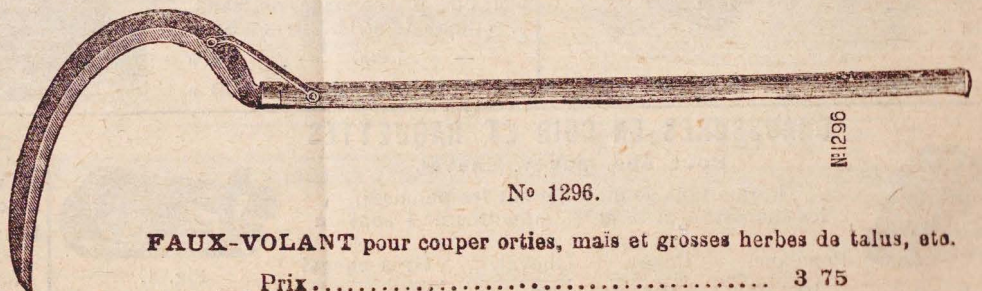 №1296
Nº 1296.
FAUX-VOLANT pour couper orties, maïs et grosses herbes de talus, etc.
Prix........................................ 3 75